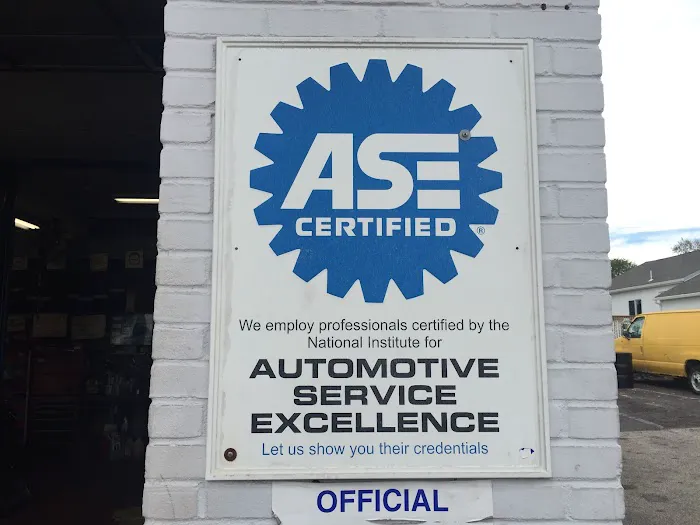 ASE
CERTIFIED ®
We employ professionals certified by the
National Institute for
AUTOMOTIVE
SERVICE
EXCELLENCE
Let us show you their credentials
OFFICIAL